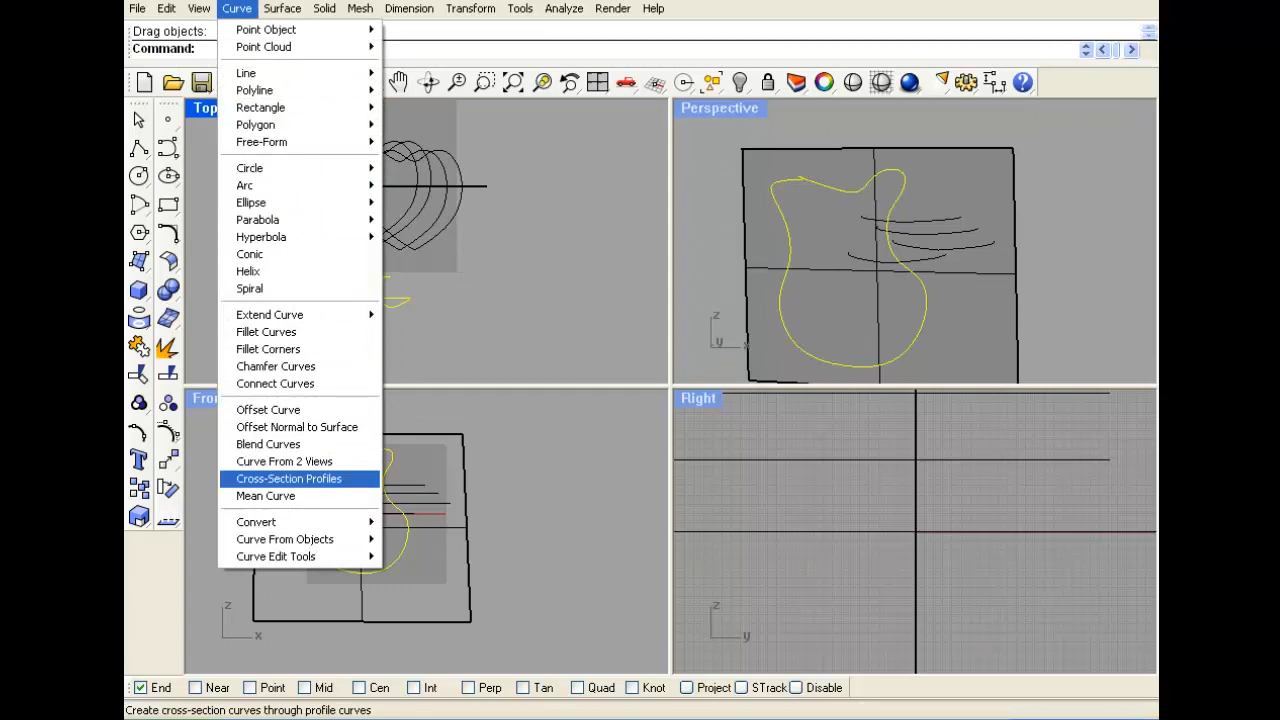 File Edit View Curve Surface Solid Mesh Dimension Transform Tools Analyze Render Help
Drag objects:
Command:
Point Object
Point Cloud
Line
Polyline
Rectangle
Polygon
Free-Form
Circle
Arc
Ellipse
Parabola
Hyperbola
Conic
Helix
Spiral
Extend Curve
Fillet Curves
Fillet Corners
Chamfer Curves
Connect Curves
Offset Curve
Offset Normal to Surface
Blend Curves
Curve From 2 Views
Cross-Section Profiles
Mean Curve
Convert
Curve From Objects
Curve Edit Tools
Top
Perspective
z
y x
Fron
Right
z
x
z
y
End Near Point Mid Cen Int Perp Tan Quad Knot Project STrack Disable
Create cross-section curves through profile curves